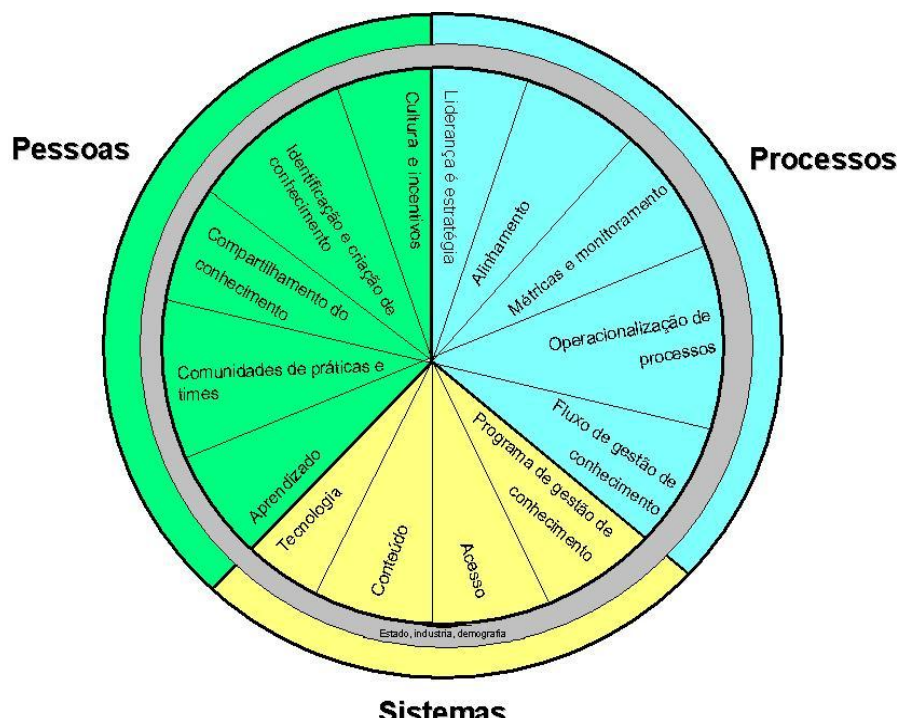 Pessoas
Processos
Cultura e incentivos
Identificação e criação de
conhecimento
Compartilhamento do
conhecimento
Comunidades de práticas e
times
Aprendizado
Liderança é estratégia
Alinhamento
Métricas e monitoramento
Operacionalização de
processos
Fluxo de gestão de
conhecimento
Programa de gestão de
conhecimento
Acesso
Conteúdo
Tecnologia
Estado, industria, demografia
Sistemas